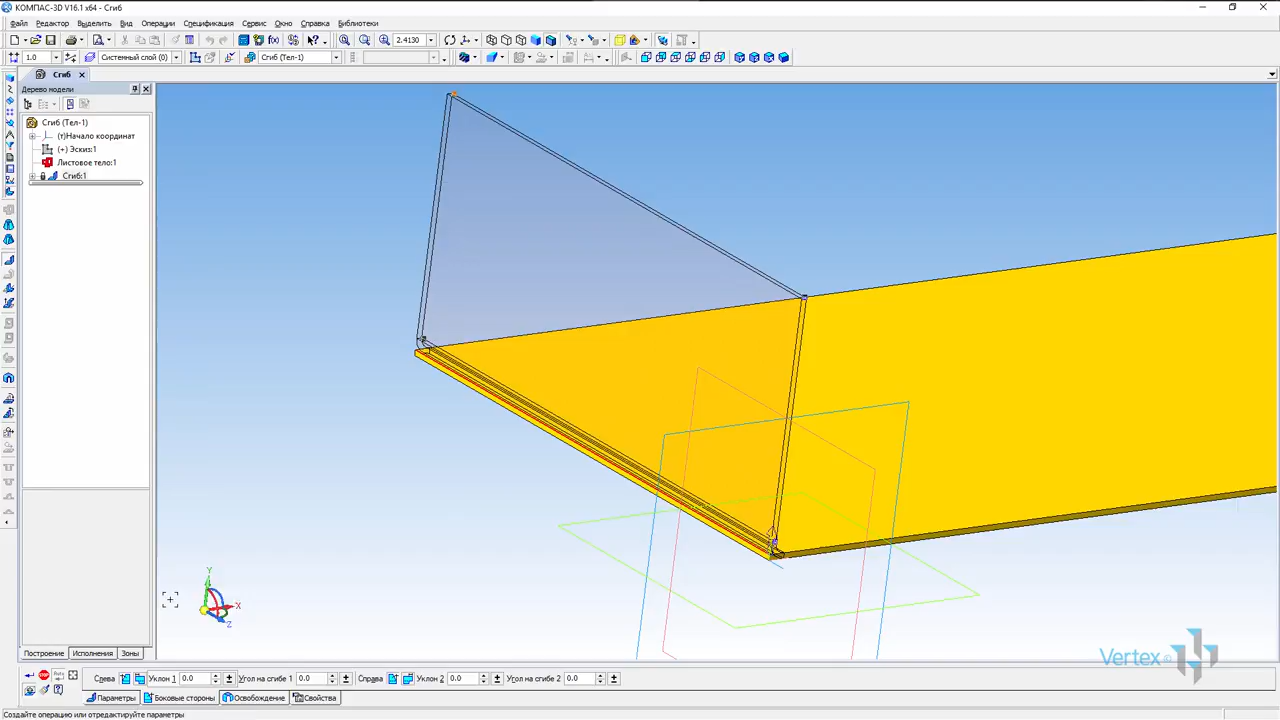 КОМПАС-3D V16.1 x64 - Сгиб
Файл Редактор Выделить Вид Операции Спецификация Сервис Окно Справка Библиотеки
2.4130
1.0 Системный слой (0) Сгиб (Тел-1)
Сгиб
Дерево модели
Сгиб (Тел-1)
(т)Начало координат
(+) Эскиз:1
Листовое тело:1
Сгиб:1
Y
X
Z
Vertex
Построение Исполнения Зоны
Слева Уклон 1 0.0 Угол на сгибе 1 0.0 Справа Уклон 2 0.0 Угол на сгибе 2 0.0
Параметры Боковые стороны Освобождение Свойства
Создайте операцию или отредактируйте параметры